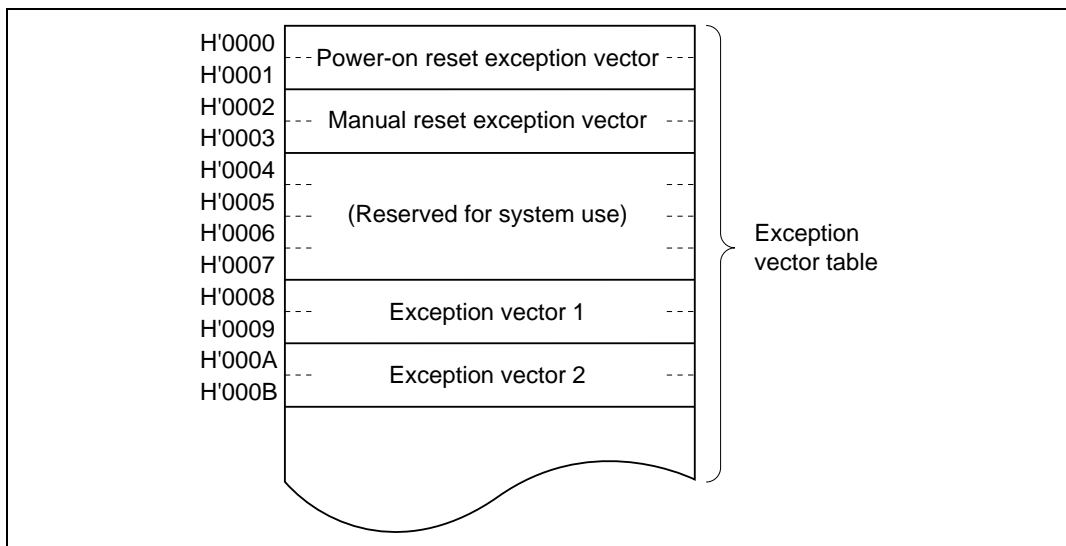 H'0000
Power-on reset exception vector
H'0001
H'0002
Manual reset exception vector
H'0003
H'0004
H'0005
(Reserved for system use)
H'0006
H'0007
H'0008
Exception vector 1
H'0009
H'000A
Exception vector 2
H'000B
Exception
vector table